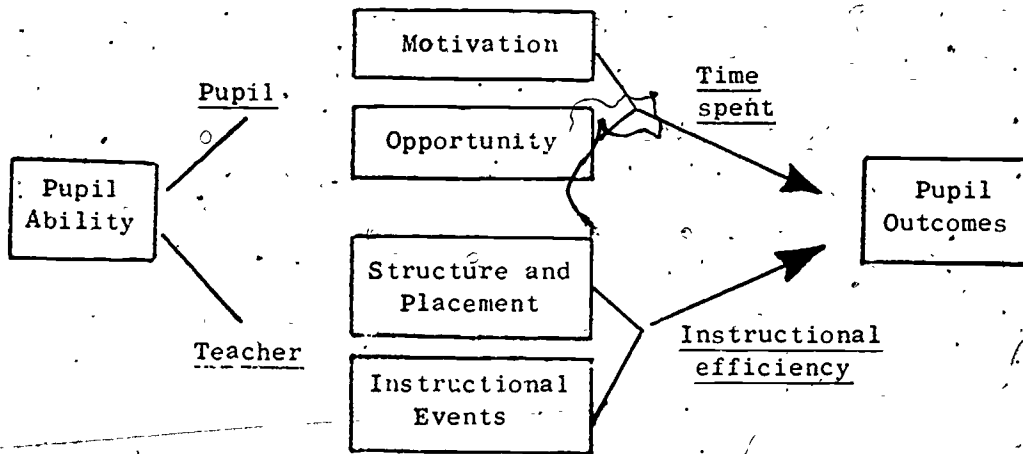 Motivation
Pupil
Time
spent
Opportunity
Pupil
Ability
Pupil
Outcomes
Structure and
Placement
Teacher
Instructional
efficiency
Instructional
Events